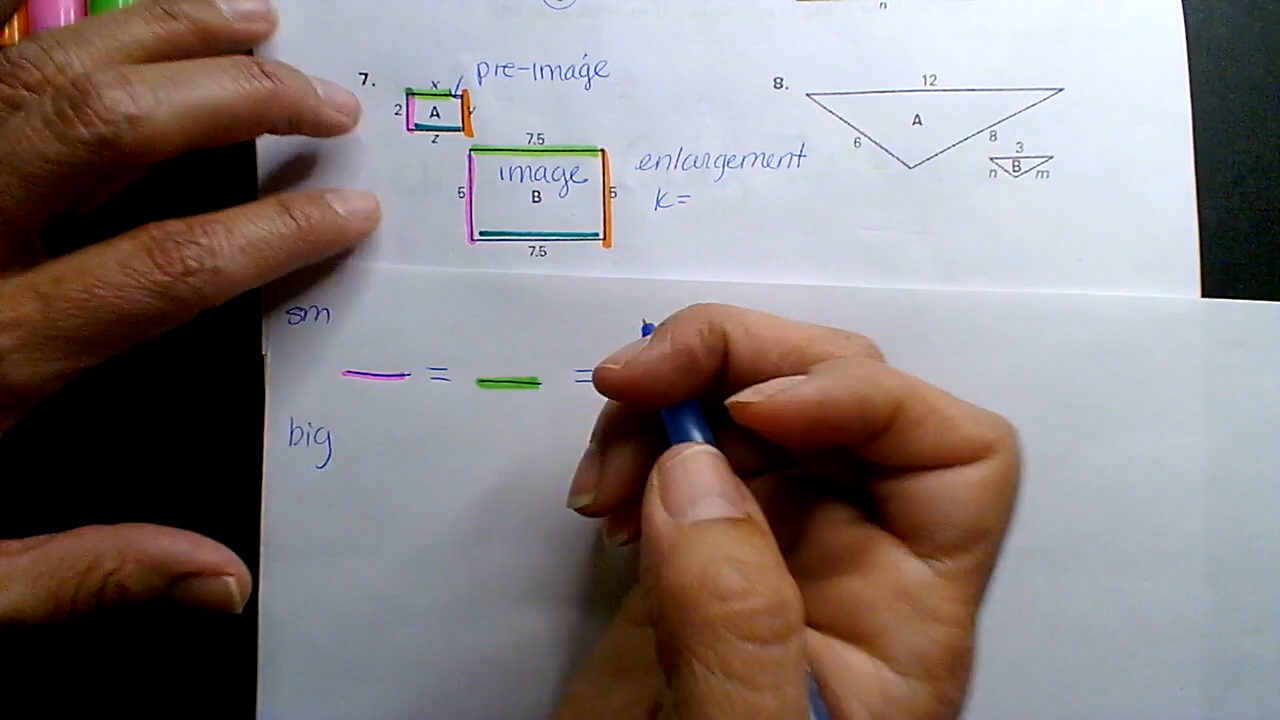 n
7.
x
pre-image
2
A
y
z
7.5
image
5
B
5
7.5
enlargement
K=
8.
12
A
6
8
3
B
n
m
sm
= =
big